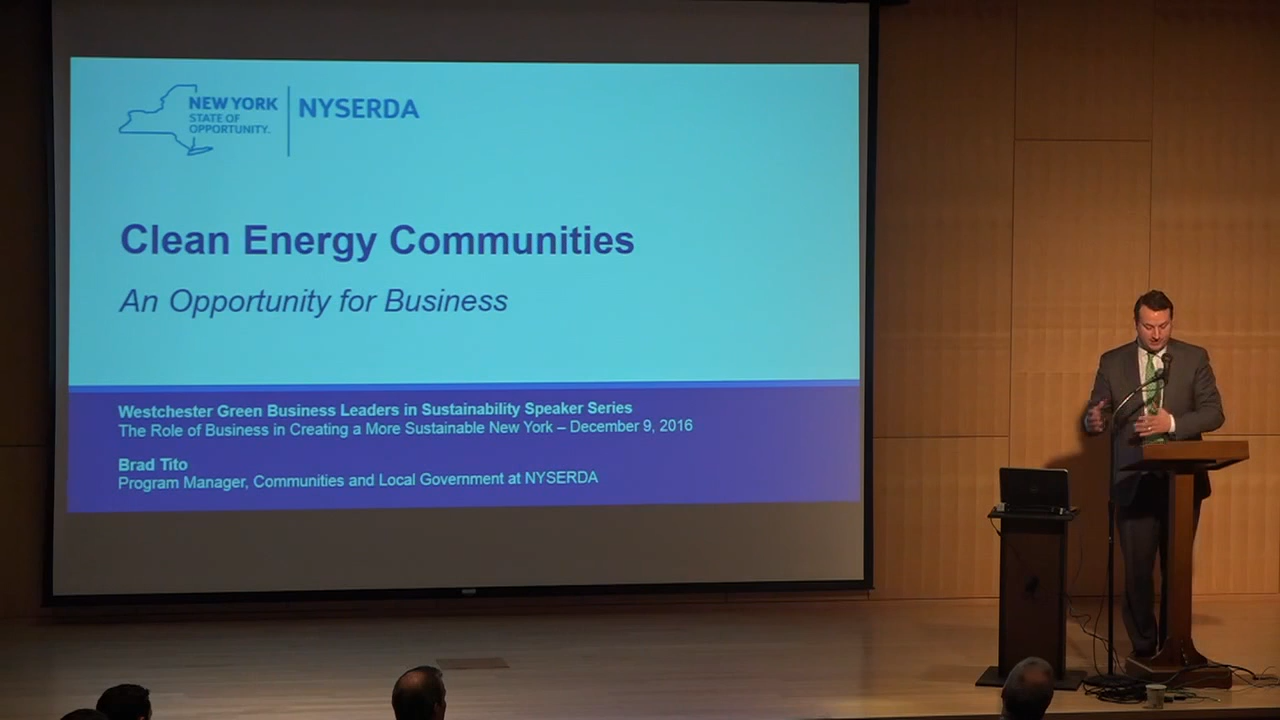 NEW YORK
STATE OF
OPPORTUNITY.
NYSERDA
Clean Energy Communities
An Opportunity for Business
Westchester Green Business Leaders in Sustainability Speaker Series
The Role of Business in Creating a More Sustainable New York – December 9, 2016
Brad Tito
Program Manager, Communities and Local Government at NYSERDA